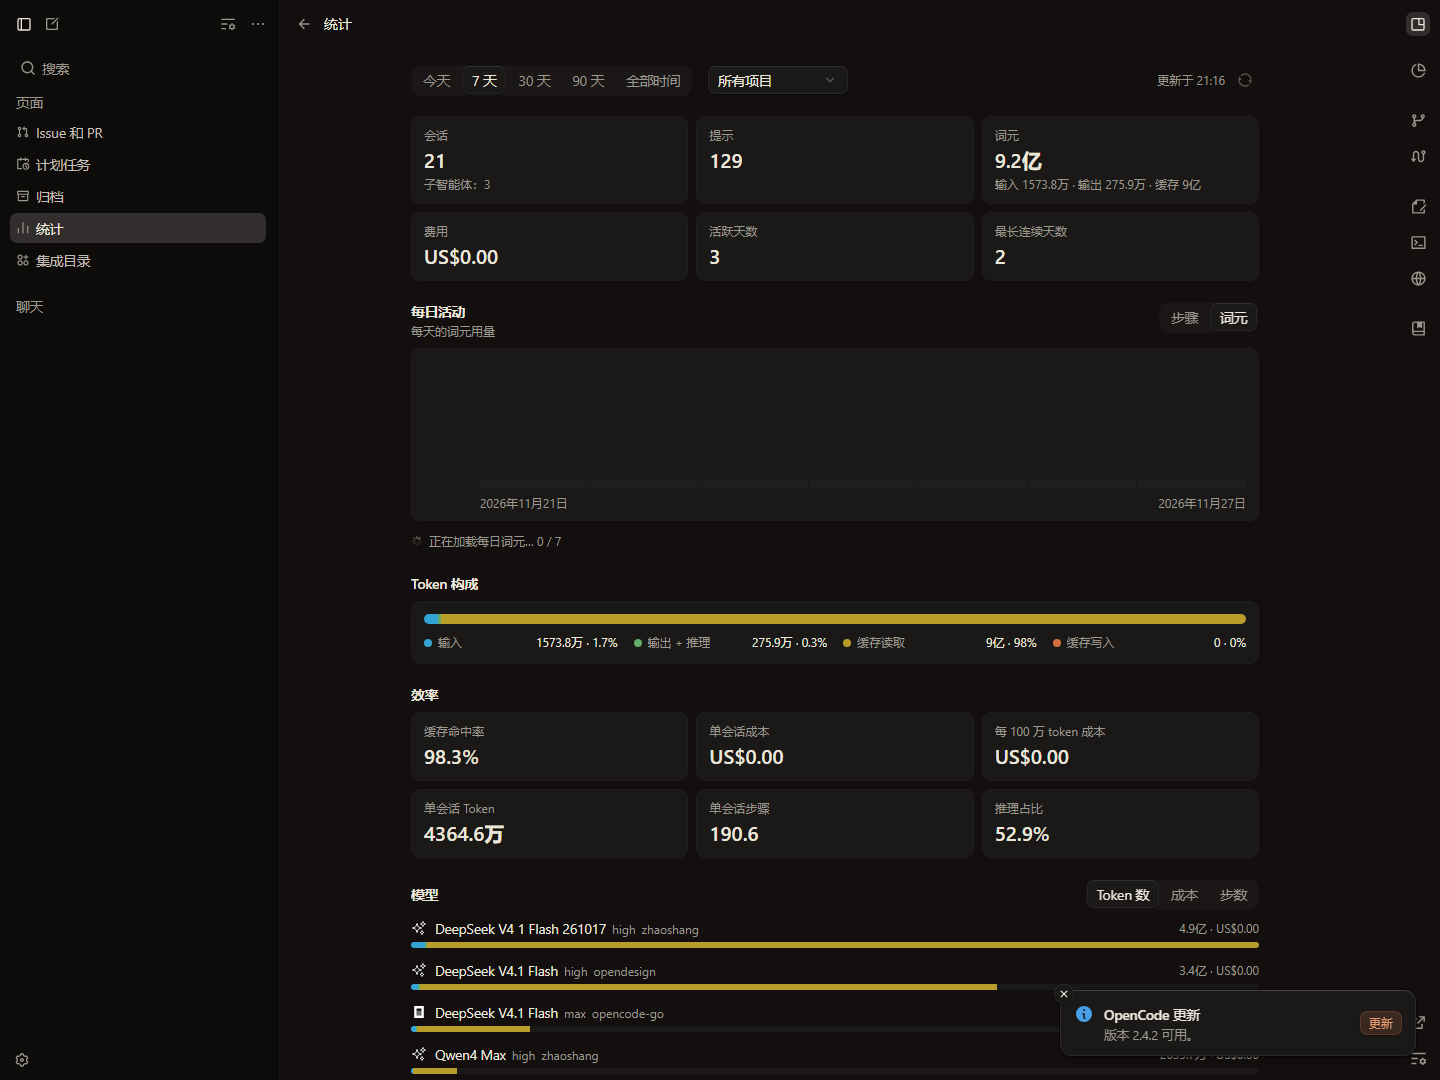 统计
搜索
页面
Issue 和 PR
计划任务
归档
统计
集成目录
聊天
今天 7 天 30 天 90 天 全部时间 所有项目 更新于 21:16
会话
21
子智能体：3
提示
129
词元
9.2亿
输入 1573.8万 · 输出 275.9万 · 缓存 9亿
费用
US$0.00
活跃天数
3
最长连续天数
2
每日活动
每天的词元用量
步骤 词元
2026年11月21日 2026年11月27日
正在加载每日词元... 0 / 7
Token 构成
输入 1573.8万 · 1.7% 输出 + 推理 275.9万 · 0.3% 缓存读取 9亿 · 98% 缓存写入 0 · 0%
效率
缓存命中率
98.3%
单会话成本
US$0.00
每 100 万 token 成本
US$0.00
单会话 Token
4364.6万
单会话步骤
190.6
推理占比
52.9%
模型 Token 数 成本 步数
DeepSeek V4 1 Flash 261017 high zhaoshang 4.9亿 · US$0.00
DeepSeek V4.1 Flash high opendesign 3.4亿 · US$0.00
DeepSeek V4.1 Flash max opencode-go
Qwen4 Max high zhaoshang
OpenCode 更新
版本 2.4.2 可用。
更新